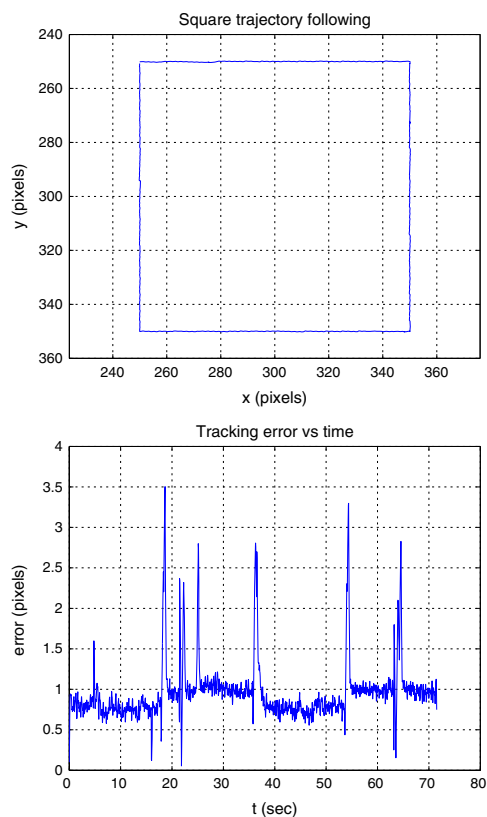 Square trajectory following
240
260
280
300
320
340
360
y (pixels)
240 260 280 300 320 340 360
x (pixels)
Tracking error vs time
4
3.5
3
2.5
2
1.5
1
0.5
0
error (pixels)
0 10 20 30 40 50 60 70 80
t (sec)